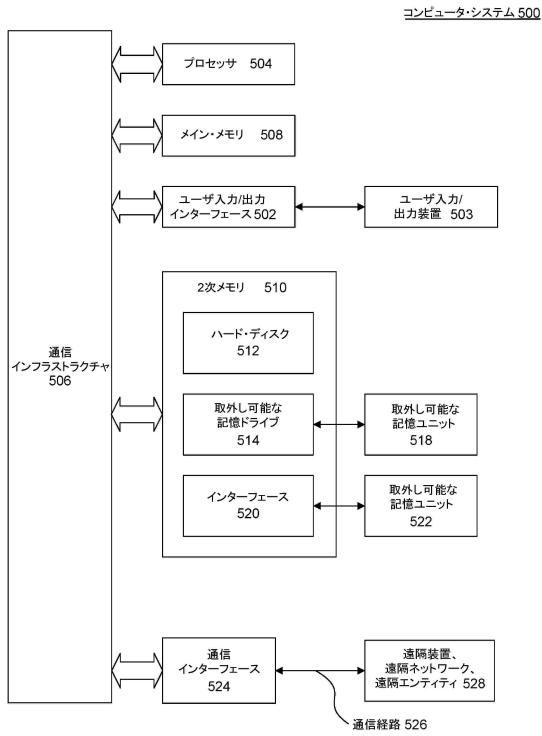 コンピュータ・システム 500
プロセッサ 504
メイン・メモリ 508
ユーザ入力/出力
インターフェース 502
ユーザ入力/
出力装置 503
2次メモリ 510
ハード・ディスク
512
通信
インフラストラクチャ
506
取外し可能な
記憶ドライブ
514
取外し可能な
記憶ユニット
518
インターフェース
520
取外し可能な
記憶ユニット
522
通信
インターフェース
524
遠隔装置、
遠隔ネットワーク、
遠隔エンティティ 528
通信経路 526